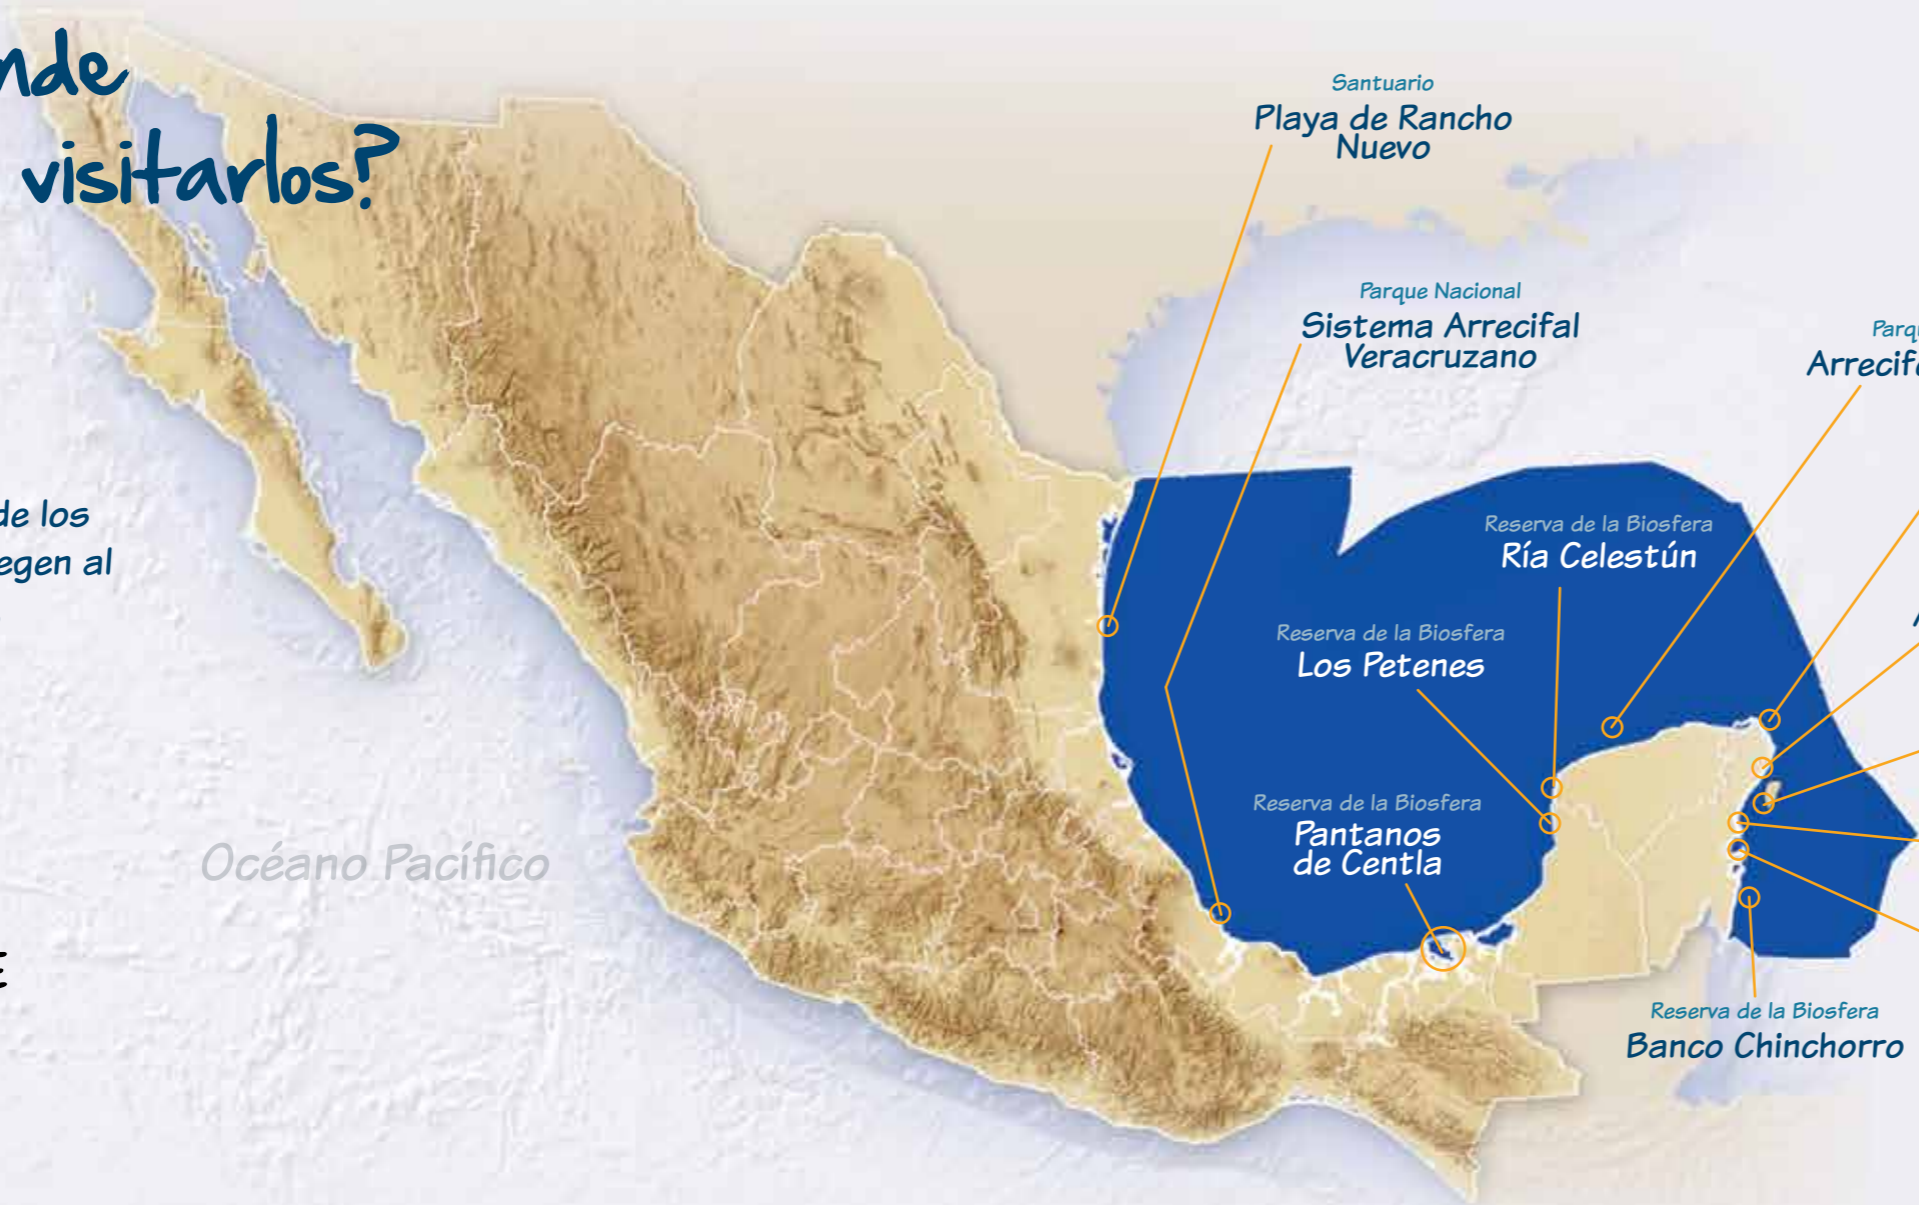 nde
visitarlos?
de los
egen al
E
Océano Pacífico
Santuario
Playa de Rancho
Nuevo
Parque Nacional
Sistema Arrecifal
Veracruzano
Parqu
Arrecife
Reserva de la Biosfera
Ría Celestún
Reserva de la Biosfera
Los Petenes
Reserva de la Biosfera
Pantanos
de Centla
Reserva de la Biosfera
Banco Chinchorro